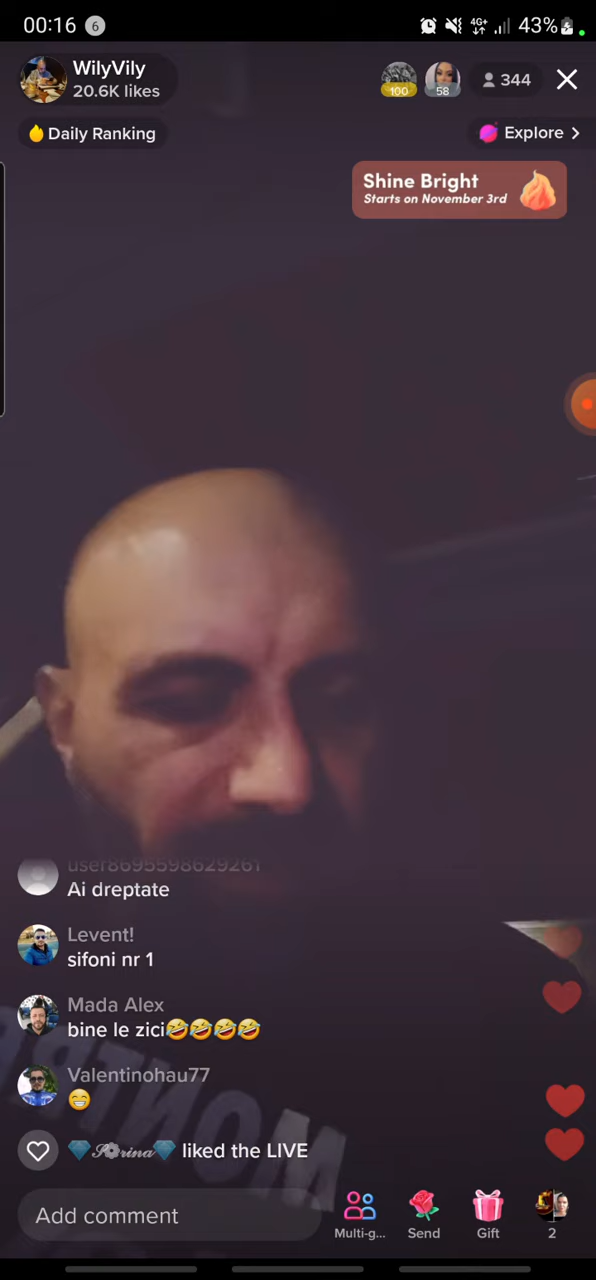 00:16 6 4G+ 43%
WilyVily
20.6K likes
100 58 344
Daily Ranking
Explore
Shine Bright
Starts on November 3rd
user8695598629261
Ai dreptate
Levent!
sifoni nr 1
Mada Alex
bine le zici🤣🤣🤣🤣
Valentinohau77
😁
💎𝒮❁𝓇𝒾𝓃𝒶💎 liked the LIVE
Add comment
Multi-g...
Send
Gift
2